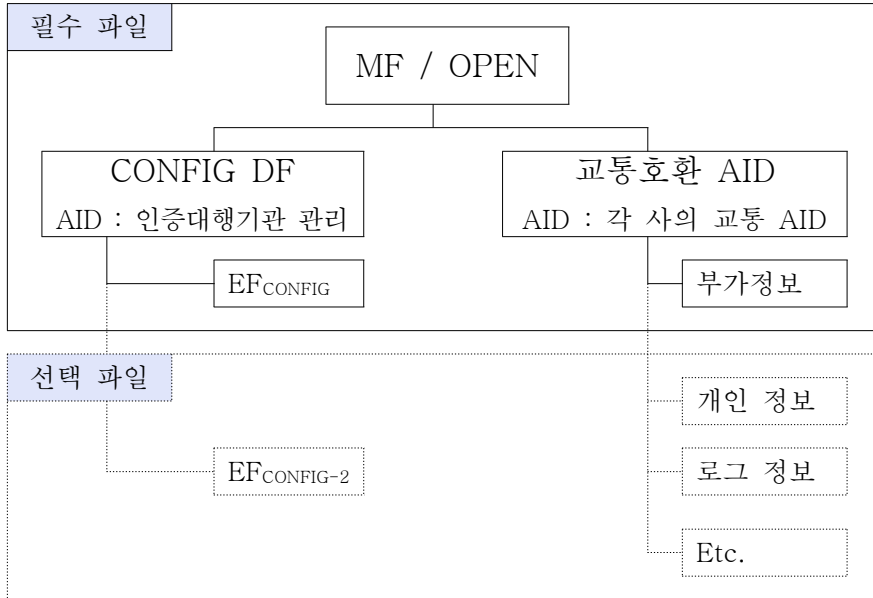 필수 파일
MF / OPEN
CONFIG DF
AID : 인증대행기관 관리
교통호환 AID
AID : 각 사의 교통 AID
EFCONFIG
부가정보
선택 파일
개인 정보
EFCONFIG-2
로그 정보
Etc.